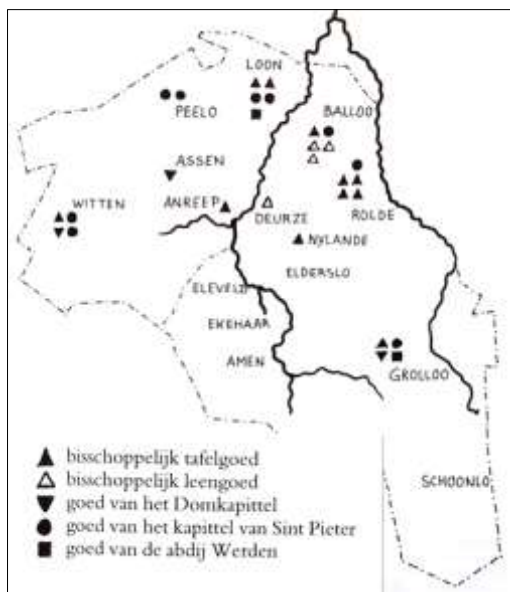 LOON
PEELO
BALLOO
ASSEN
WITTEN
ANREEP
DEURZE
ROLDE
NYLANDE
ELDERSLO
ELEVELD
EKEHAAR
AMEN
GROLLOO
SCHOONLO
bisschoppelijk tafelgoed
bisschoppelijk leengoed
goed van het Domkapittel
goed van het kapittel van Sint Pieter
goed van de abdij Werden